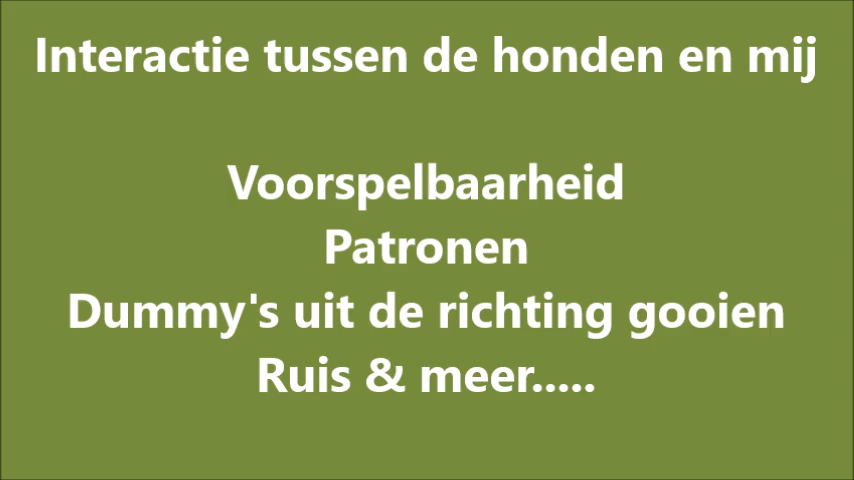 Interactie tussen de honden en mij
Voorspelbaarheid
Patronen
Dummy's uit de richting gooien
Ruis & meer.....